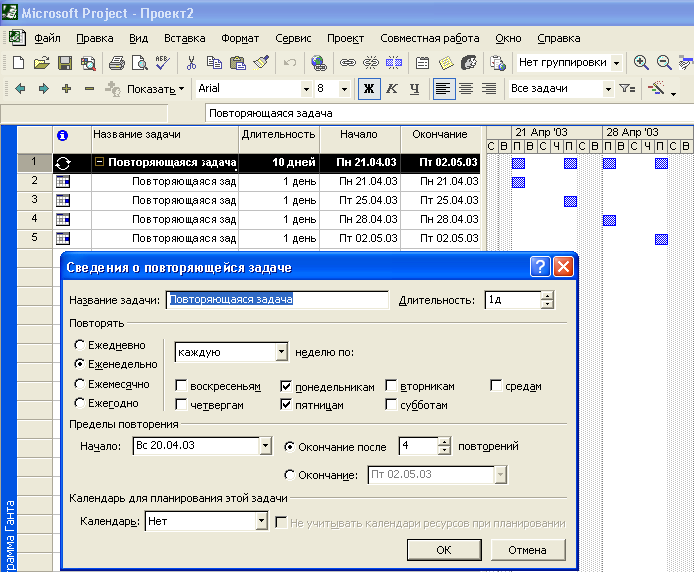 Microsoft Project - Проект2
Файл Правка Вид Вставка Формат Сервис Проект Совместная работа Окно Справка
Нет группировки
Показать Arial 8 Ж К Ч Все задачи
Повторяющаяся задача
Название задачи Длительность Начало Окончание 21 Апр '03 28 Апр '03
С В П В С Ч П С В П В С Ч П С В
1 Повторяющаяся задача 10 дней Пн 21.04.03 Пт 02.05.03
2 Повторяющаяся зад 1 день Пн 21.04.03 Пн 21.04.03
3 Повторяющаяся зад 1 день Пт 25.04.03 Пт 25.04.03
4 Повторяющаяся зад 1 день Пн 28.04.03 Пн 28.04.03
5 Повторяющаяся зад 1 день Пт 02.05.03 Пт 02.05.03
Сведения о повторяющейся задаче
Название задачи: Повторяющаяся задача Длительность: 1д
Повторять
Ежедневно
Еженедельно
Ежемесячно
Ежегодно
каждую неделю по:
воскресеньям понедельникам вторникам средам
четвергам пятницам субботам
Пределы повторения
Начало: Вс 20.04.03 Окончание после 4 повторений
Окончание: Пт 02.05.03
Календарь для планирования этой задачи
Календарь: Нет Не учитывать календари ресурсов при планировании
ОК Отмена
рамма Ганта